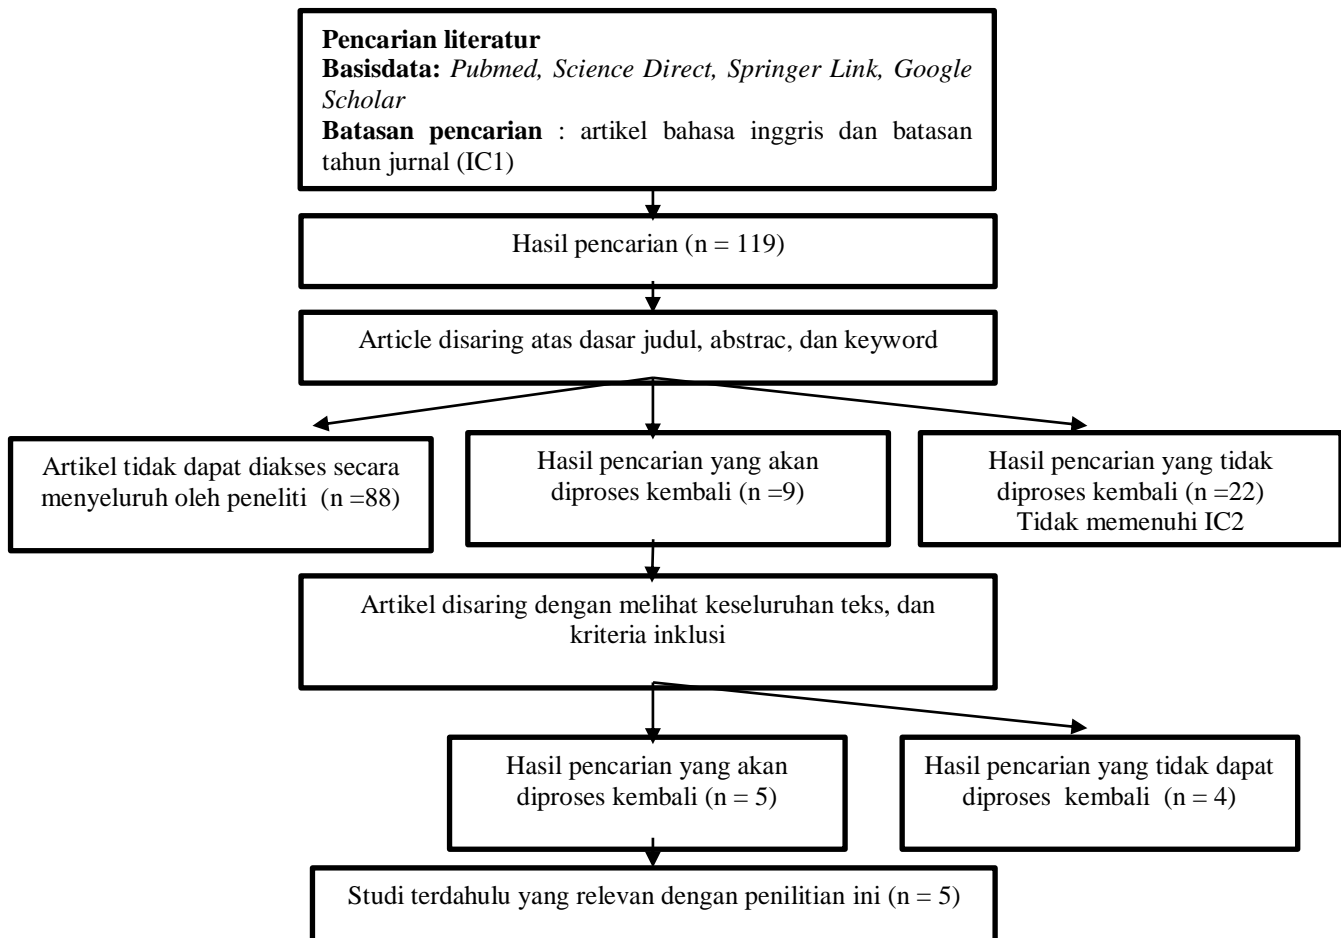 Pencarian literatur
Basisdata: Pubmed, Science Direct, Springer Link, Google
Scholar
Batasan pencarian : artikel bahasa inggris dan batasan
tahun jurnal (IC1)
Hasil pencarian (n = 119)
Article disaring atas dasar judul, abstrac, dan keyword
Artikel tidak dapat diakses secara
menyeluruh oleh peneliti (n =88)
Hasil pencarian yang akan
diproses kembali (n =9)
Hasil pencarian yang tidak
diproses kembali (n =22)
Tidak memenuhi IC2
Artikel disaring dengan melihat keseluruhan teks, dan
kriteria inklusi
Hasil pencarian yang akan
diproses kembali (n = 5)
Hasil pencarian yang tidak dapat
diproses kembali (n = 4)
Studi terdahulu yang relevan dengan penilitian ini (n = 5)